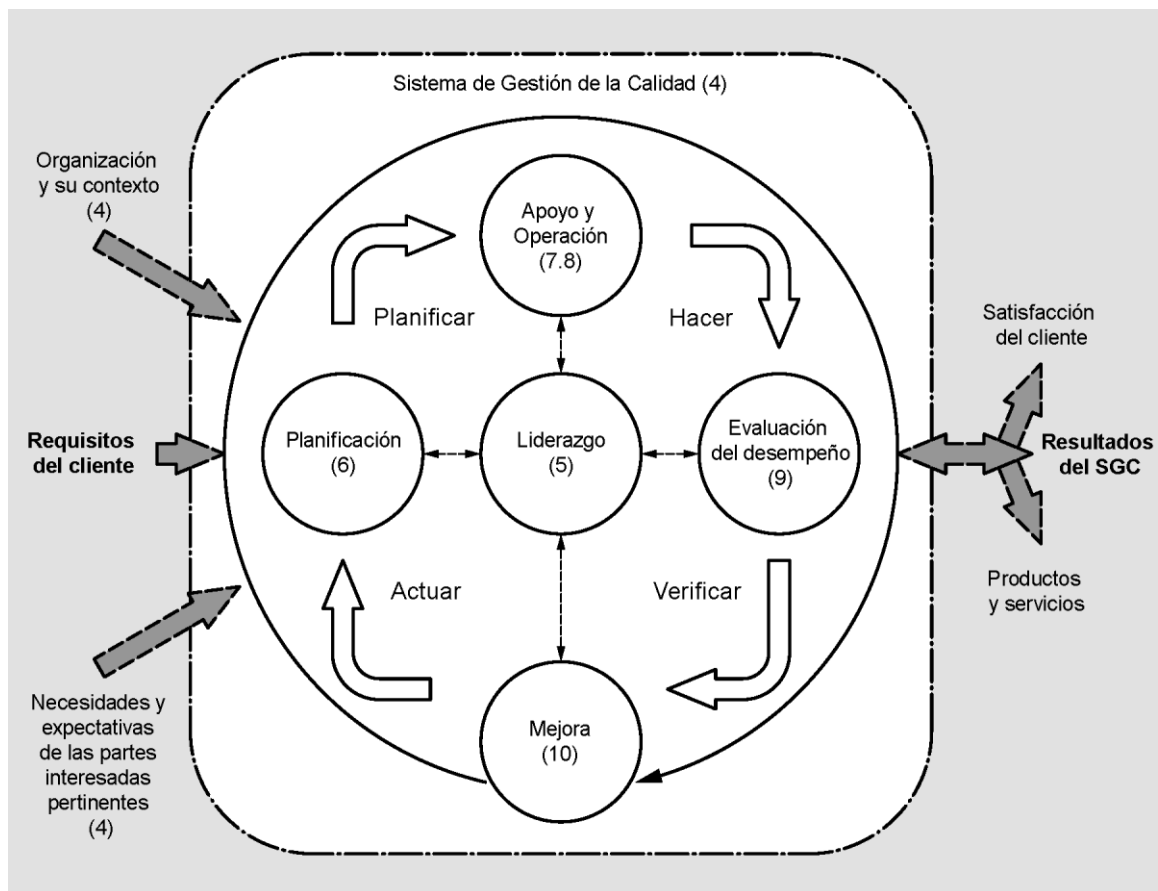 Sistema de Gestión de la Calidad (4)
Organización
y su contexto
(4)
Apoyo y
Operación
(7.8)
Planificar
Hacer
Satisfacción
del cliente
Requisitos
del cliente
Planificación
(6)
Liderazgo
(5)
Evaluación
del desempeño
(9)
Resultados
del SGC
Actuar
Verificar
Productos
y servicios
Necesidades y
expectativas
de las partes
interesadas
pertinentes
(4)
Mejora
(10)